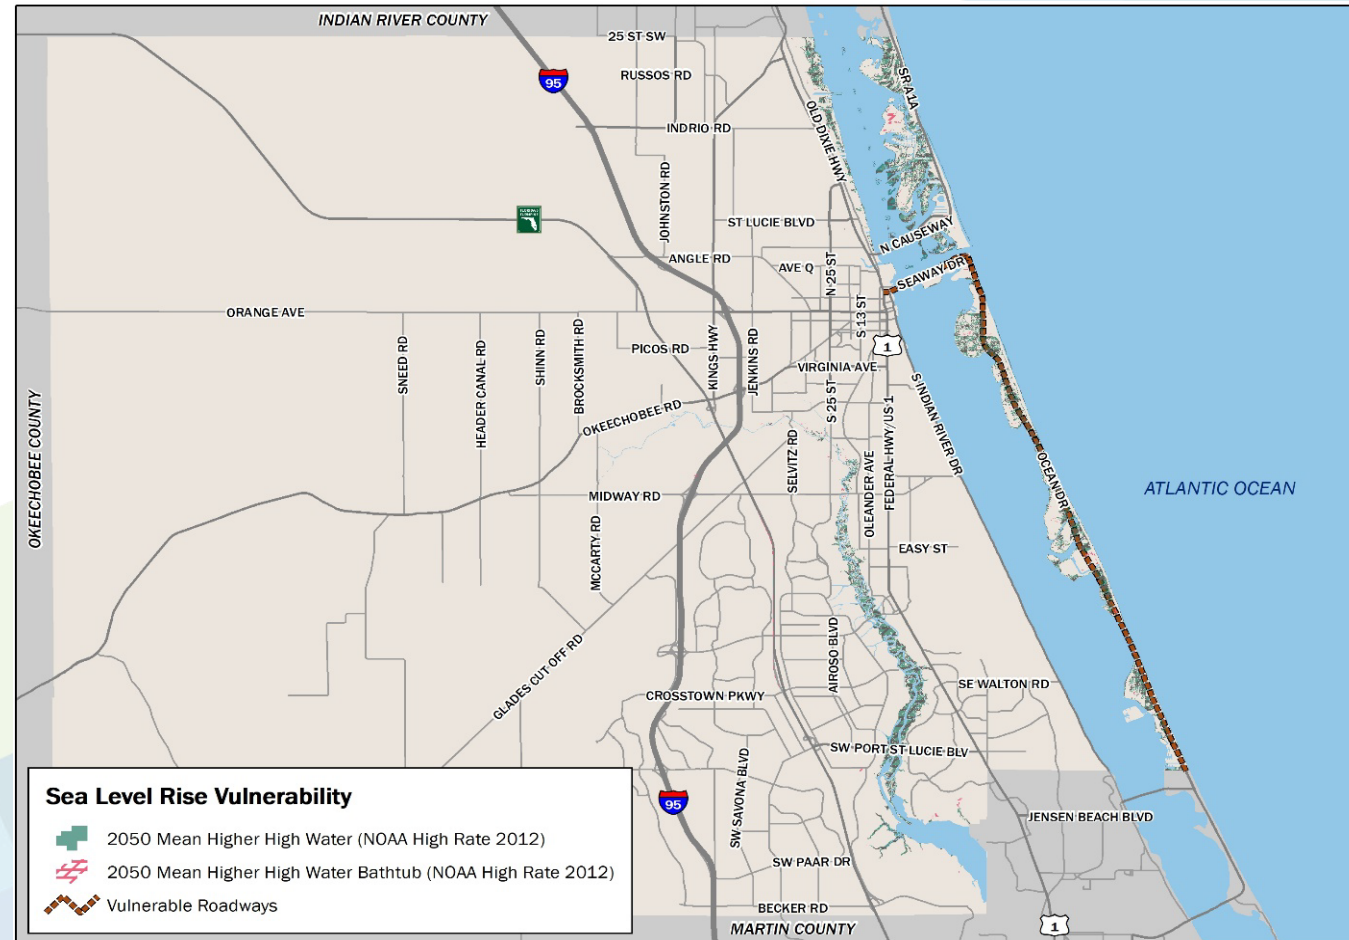 INDIAN RIVER COUNTY
25 ST SW
RUSSOS RD
95
SR A1A
INDRIO RD
OLD DIXIE HWY
JOHNSTON RD
ST LUCIE BLVD
N CAUSEWAY
ANGLE RD
AVE Q
N 25 ST
SEAWAY DR
ORANGE AVE
S 13 ST
SNEED RD
HEADER CANAL RD
SHINN RD
BROCKSMITH RD
PICOS RD
KINGS HWY
JENKINS RD
1
VIRGINIA AVE
S 25 ST
S INDIAN RIVER DR
OKEECHOBEE RD
FEDERAL HWY/US 1
OKEECHOBEE COUNTY
SELVITZ RD
OLEANDER AVE
OCEAN DR
ATLANTIC OCEAN
MIDWAY RD
MCCARTY RD
EASY ST
GLADES CUT OFF RD
AIROSO BLVD
CROSSTOWN PKWY
SE WALTON RD
SW PORT ST LUCIE BLV
SW SAVONA BLVD
95
JENSEN BEACH BLVD
SW PAAR DR
BECKER RD
MARTIN COUNTY
1
Sea Level Rise Vulnerability
2050 Mean Higher High Water (NOAA High Rate 2012)
2050 Mean Higher High Water Bathtub (NOAA High Rate 2012)
Vulnerable Roadways